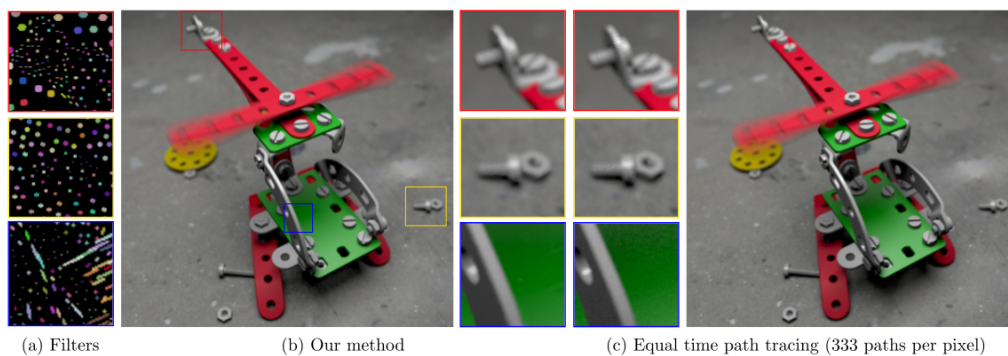 (a) Filters
(b) Our method
(c) Equal time path tracing (333 paths per pixel)